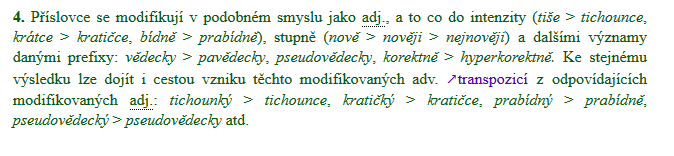 4. Příslovce se modifikují v podobném smyslu jako adj., a to co do intenzity (tiše > tichounce,
krátce > kratičce, bídně > prabídně), stupně (nově > nověji > nejnověji) a dalšími významy
danými prefixy: vědecky > pavědecky, pseudovědecky, korektně > hyperkorektně. Ke stejnému
výsledku lze dojít i cestou vzniku těchto modifikovaných adv. ↗transpozicí z odpovídajících
modifikovaných adj.: tichounký > tichounce, kratičký > kratičce, prabídný > prabídně,
pseudovědecký > pseudovědecky atd.